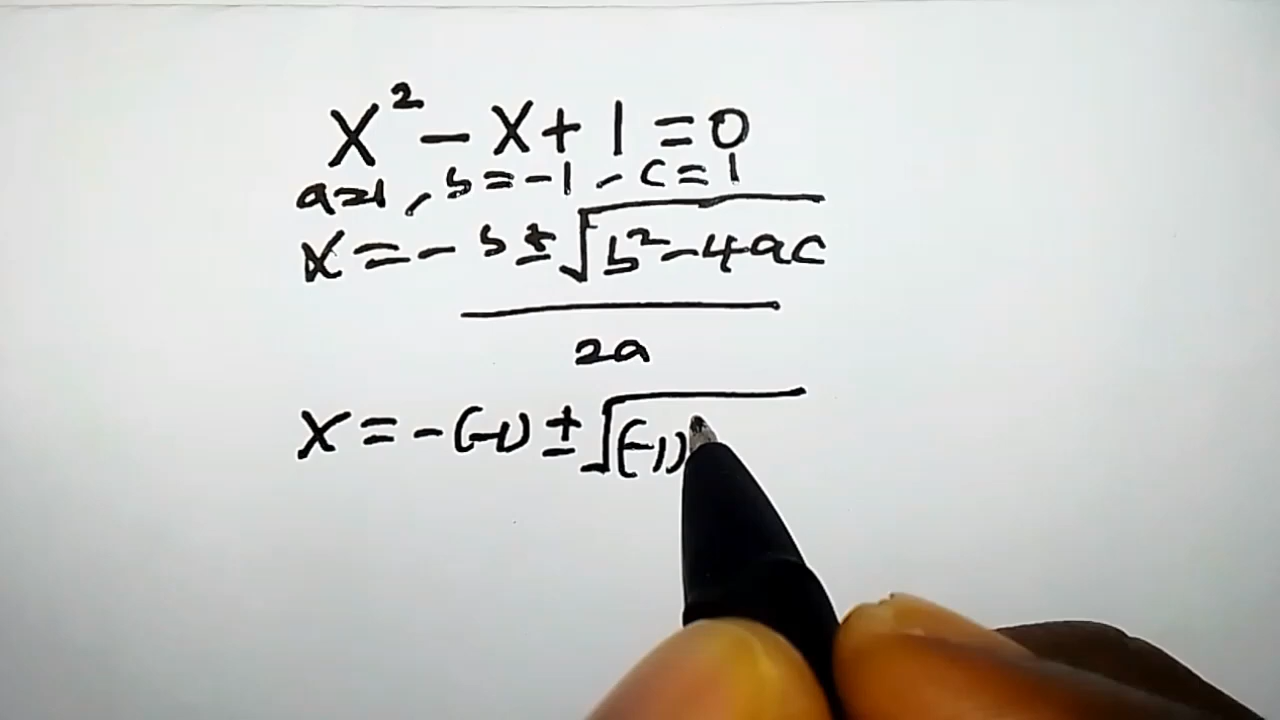 x² - x + 1 = 0
a=1, b=-1, c=1
x = -b ± √b²-4ac
2a
x = -(-1) ± √(-1)